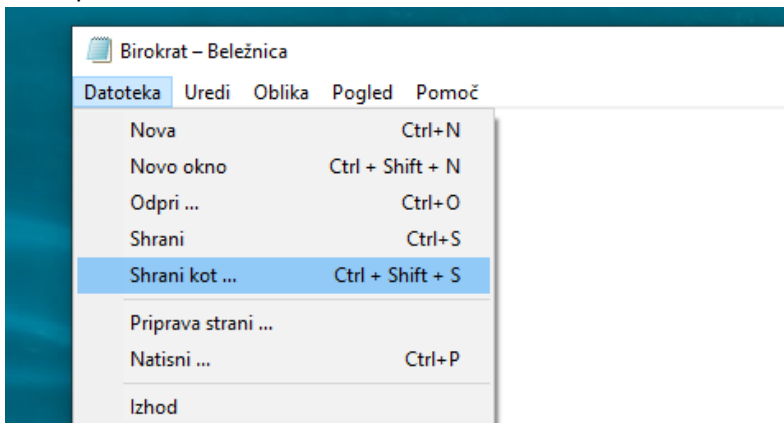 Birokrat – Beležnica
Datoteka Uredi Oblika Pogled Pomoč
Nova Ctrl+N
Novo okno Ctrl + Shift + N
Odpri ... Ctrl+O
Shrani Ctrl+S
Shrani kot ... Ctrl + Shift + S
Priprava strani ...
Natisni ... Ctrl+P
Izhod